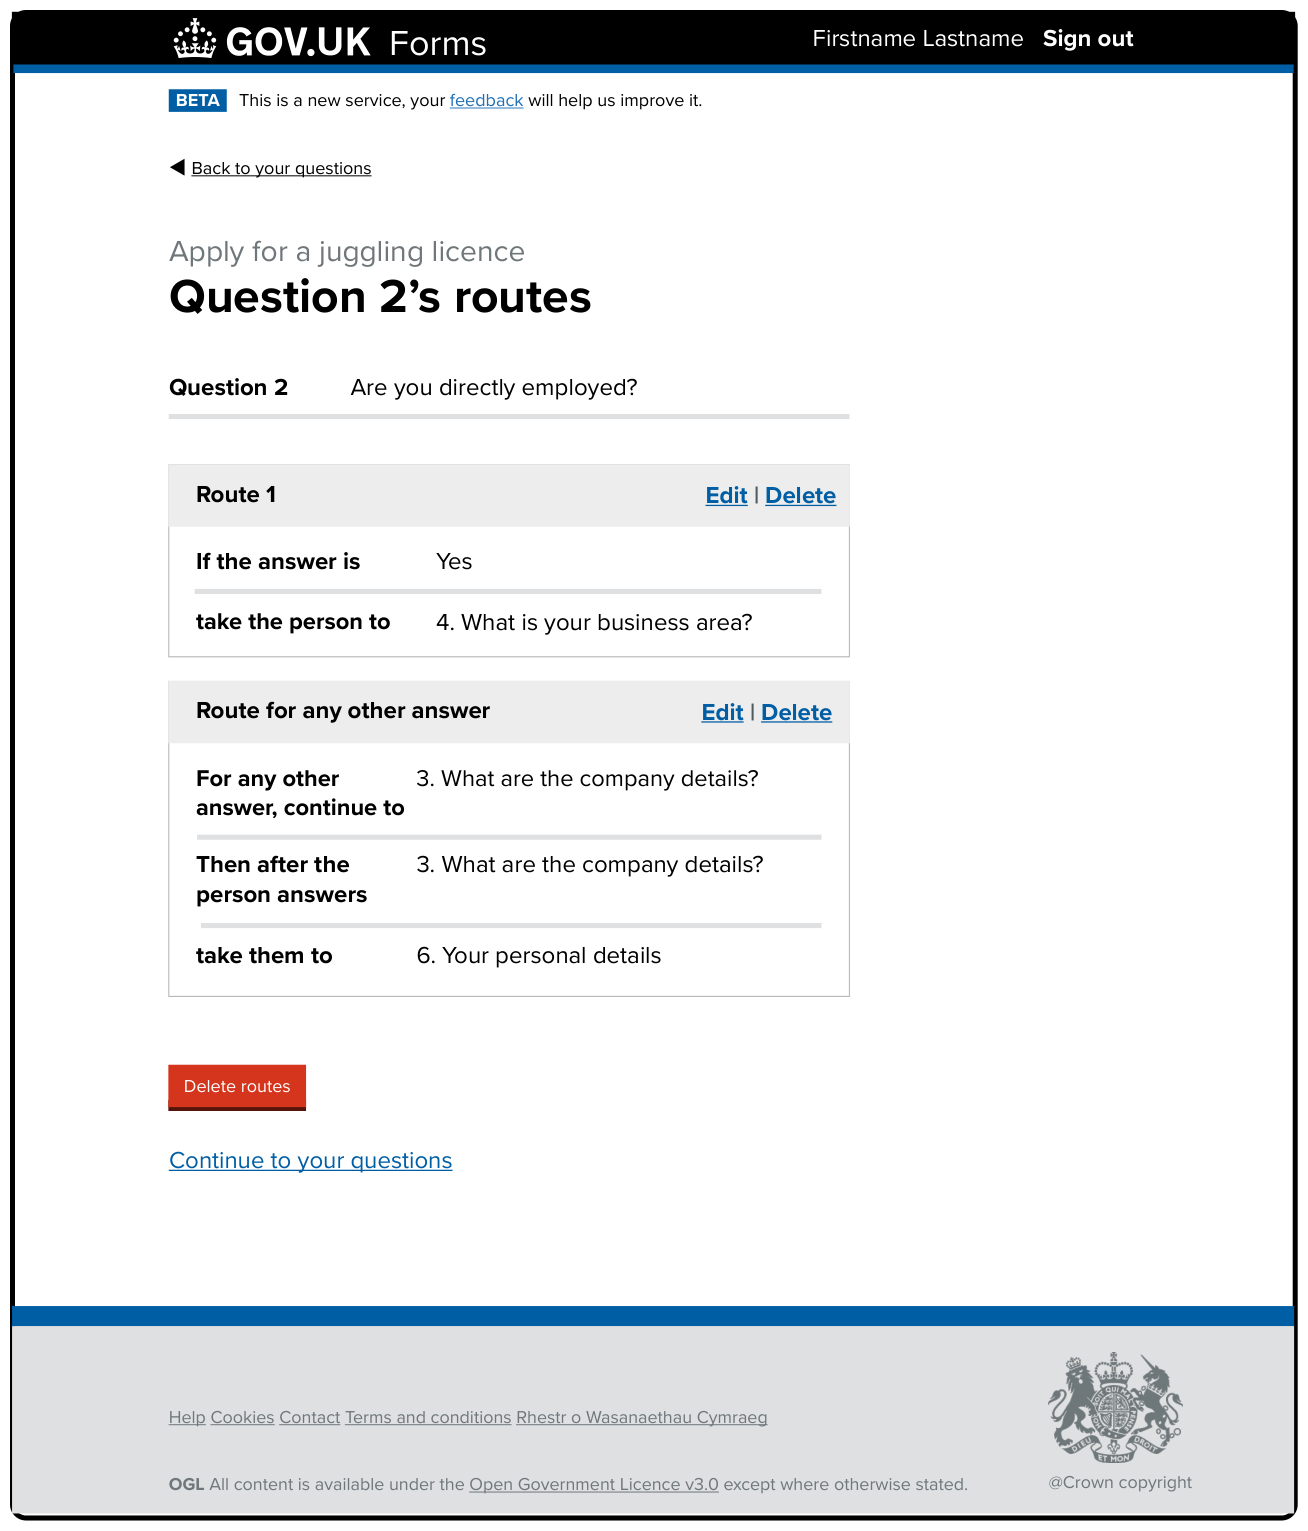 GOV.UK Forms Firstname Lastname Sign out
BETA This is a new service, your feedback will help us improve it.
Back to your questions
Apply for a juggling licence
Question 2's routes
Question 2 Are you directly employed?
Route 1 Edit | Delete
If the answer is Yes
take the person to 4. What is your business area?
Route for any other answer Edit | Delete
For any other 3. What are the company details?
answer, continue to
Then after the 3. What are the company details?
person answers
take them to 6. Your personal details
Delete routes
Continue to your questions
Help Cookies Contact Terms and conditions Rhestr o Wasanaethau Cymraeg
DIEU ET MON DROIT
OGL All content is available under the Open Government Licence v3.0 except where otherwise stated.
@Crown copyright